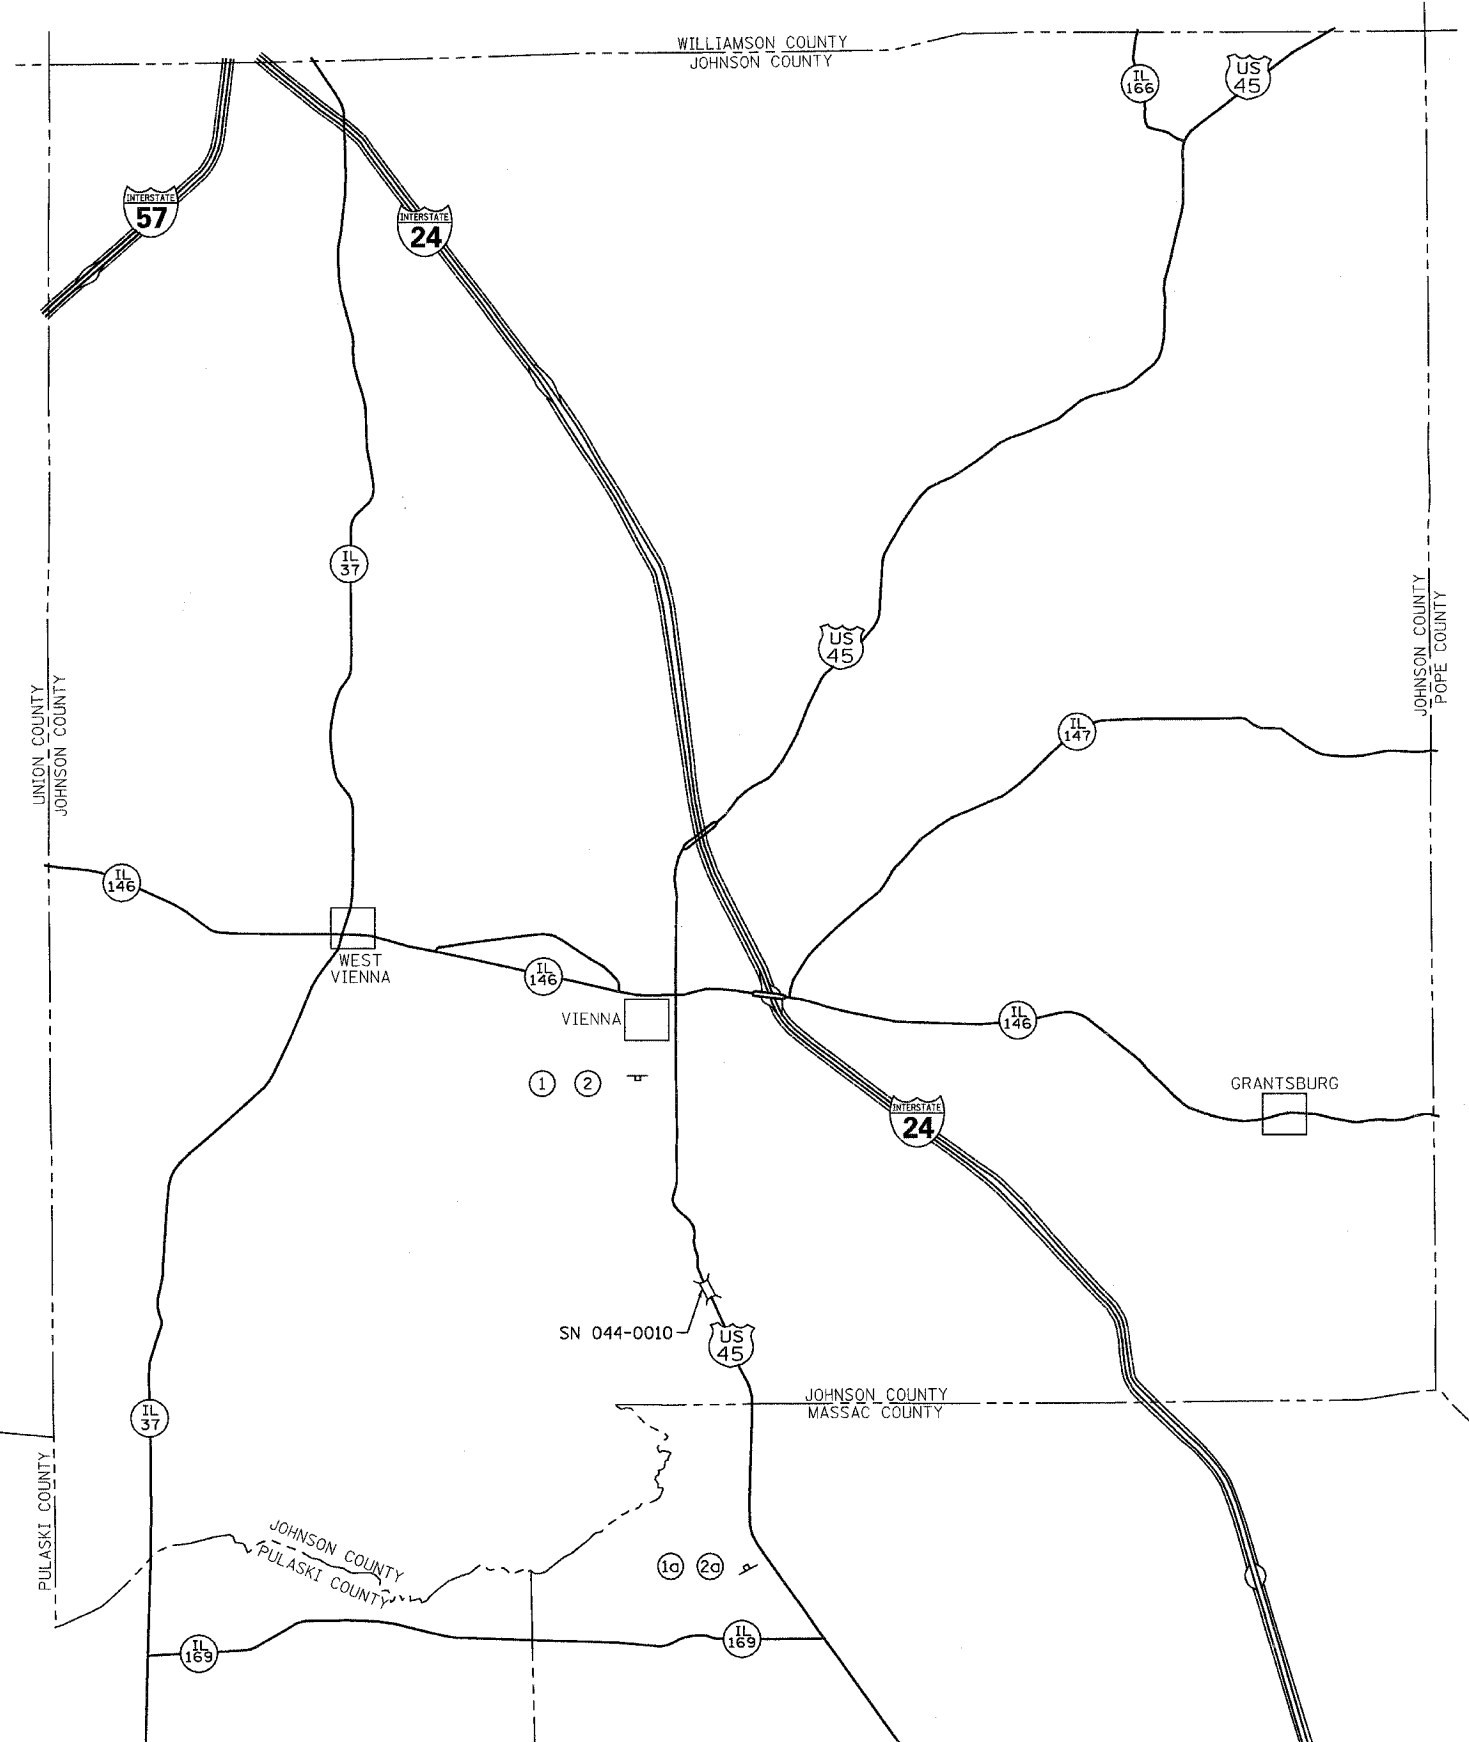 WILLIAMSON COUNTY
JOHNSON COUNTY
IL
166
US
45
INTERSTATE
57
INTERSTATE
24
IL
37
US
45
JOHNSON COUNTY
POPE COUNTY
UNION COUNTY
JOHNSON COUNTY
IL
147
IL
146
WEST
VIENNA
IL
146
VIENNA
IL
146
1
2
GRANTSBURG
INTERSTATE
24
SN 044-0010
US
45
JOHNSON COUNTY
MASSAC COUNTY
IL
37
PULASKI COUNTY
JOHNSON COUNTY
PULASKI COUNTY
1a
2a
IL
169
IL
169